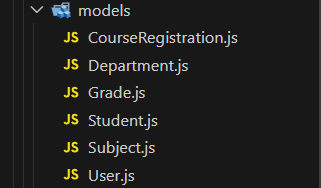 models
JS CourseRegistration.js
JS Department.js
JS Grade.js
JS Student.js
JS Subject.js
JS User.js